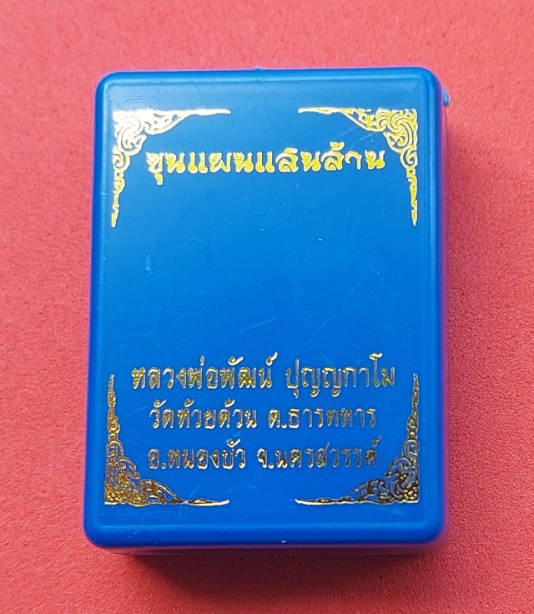 ขุนแผนแสนล้าน
หลวงพ่อพัฒน์ ปุญญกาโม
วัดห้วยด้วน ต.ธารทหาร
อ.หนองบัว จ.นครสวรรค์